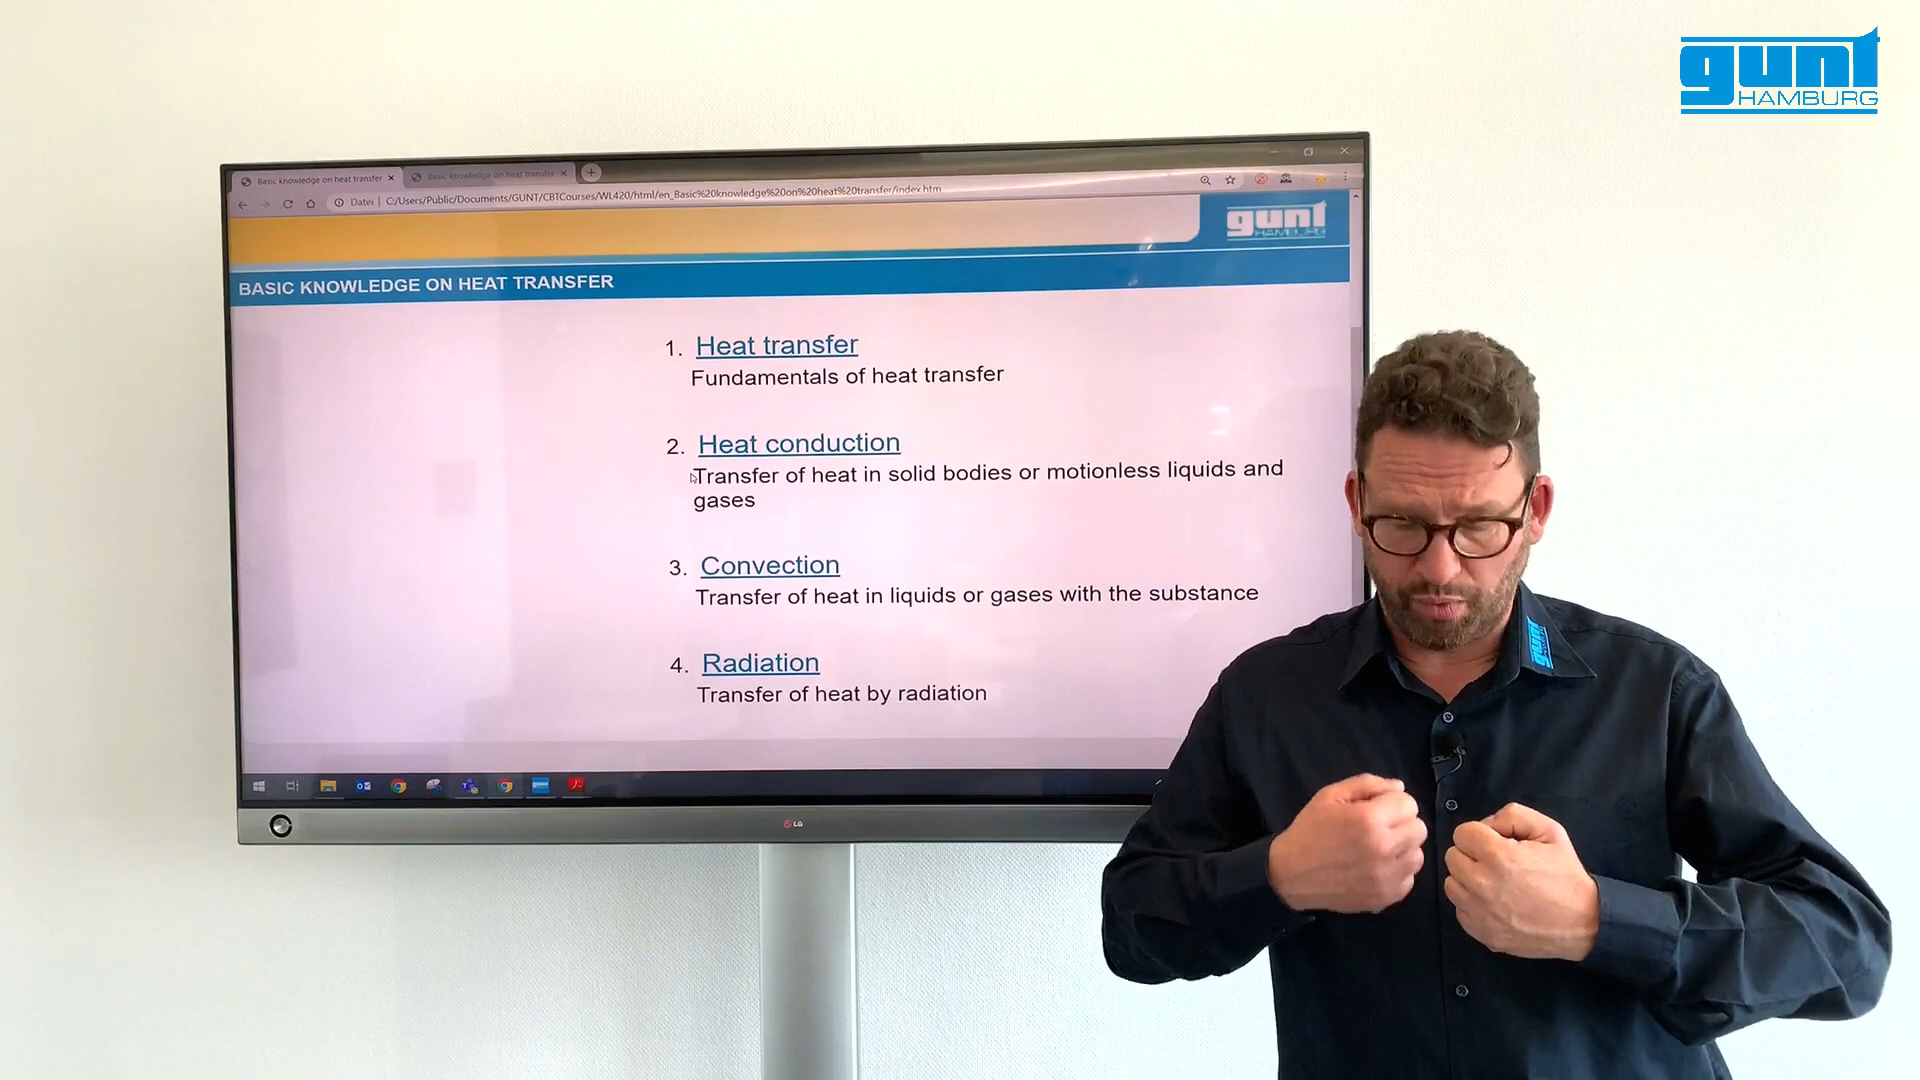 gunt
HAMBURG
Basic knowledge on heat transfer
Basic knowledge on heat transfer
Datei | C:/Users/Public/Documents/GUNT/CBTCourses/WL420/html/en_Basic%20knowledge%20on%20heat%20transfer/index.htm
gunt
HAMBURG
BASIC KNOWLEDGE ON HEAT TRANSFER
1. Heat transfer
Fundamentals of heat transfer
2. Heat conduction
Transfer of heat in solid bodies or motionless liquids and
gases
3. Convection
Transfer of heat in liquids or gases with the substance
4. Radiation
Transfer of heat by radiation
LG
gunt